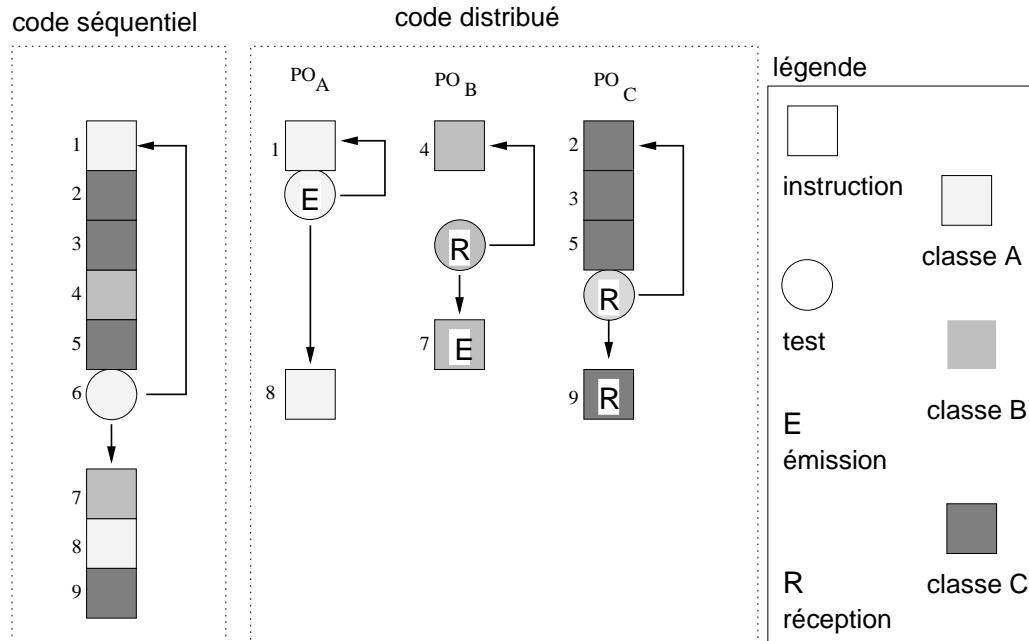 code séquentiel
1
2
3
4
5
6
7
8
9
code distribué
PO A
1
E
8
PO B
4
R
7
E
PO C
2
3
5
R
9
R
légende
instruction
classe A
test
classe B
E
émission
classe C
R
réception